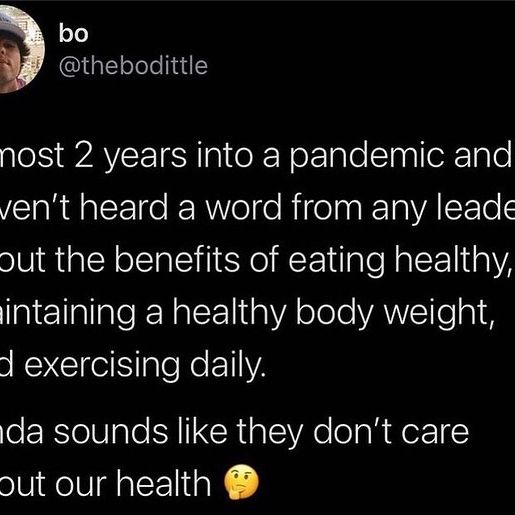 bo
@thebodittle
most 2 years into a pandemic and
ven’t heard a word from any leade
out the benefits of eating healthy,
intaining a healthy body weight,
d exercising daily.
nda sounds like they don’t care
out our health 🤔